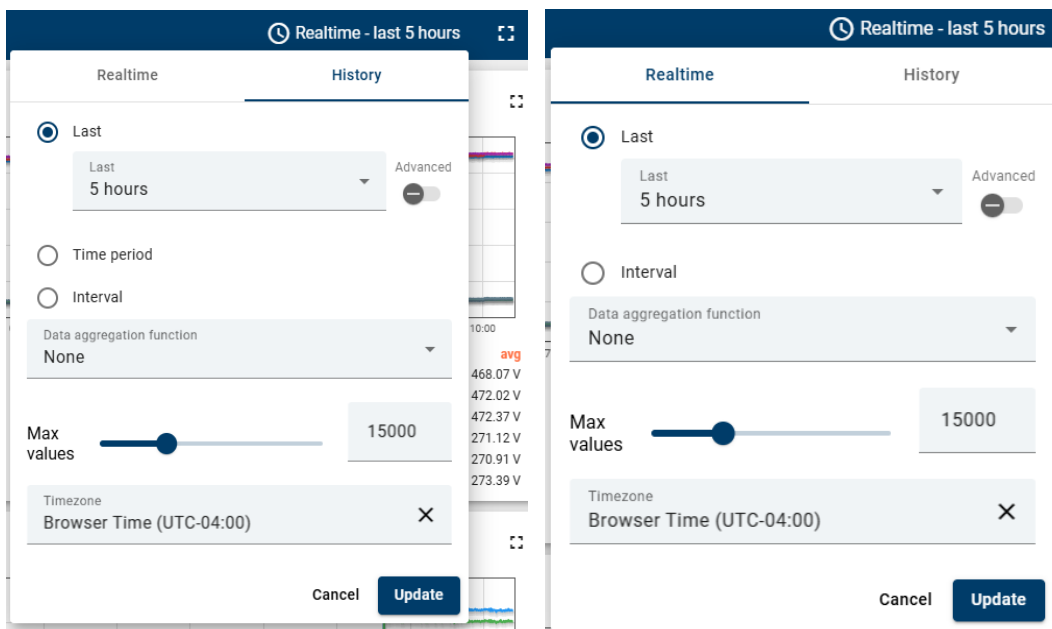 Realtime - last 5 hours
Realtime History
Last
Last
5 hours
Advanced
Time period
Interval
Data aggregation function
None
10:00
avg
468.07 V
472.02 V
472.37 V
271.12 V
270.91 V
273.39 V
Max
values
15000
Timezone
Browser Time (UTC-04:00)
Cancel Update
Realtime - last 5 hours
Realtime History
Last
Last
5 hours
Advanced
Interval
Data aggregation function
None
7
Max
values
15000
Timezone
Browser Time (UTC-04:00)
Cancel Update